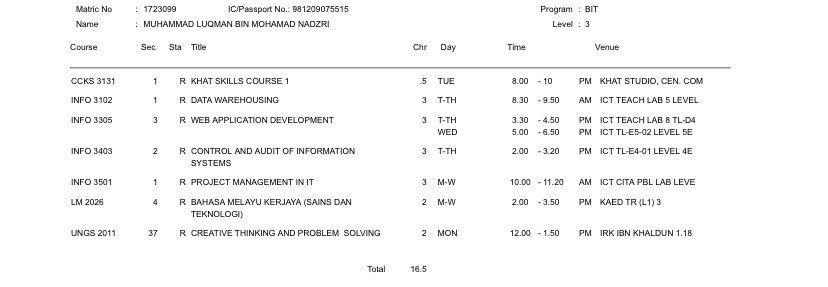 Matric No : 1723099 IC/Passport No.: 981209075515 Program : BIT
Name : MUHAMMAD LUQMAN BIN MOHAMAD NADZRI Level : 3
Course Sec Sta Title Chr Day Time Venue
CCKS 3131 1 R KHAT SKILLS COURSE 1 .5 TUE 8.00 - 10 PM KHAT STUDIO, CEN. COM
INFO 3102 1 R DATA WAREHOUSING 3 T-TH 8.30 - 9.50 AM ICT TEACH LAB 5 LEVEL
INFO 3305 3 R WEB APPLICATION DEVELOPMENT 3 T-TH 3.30 - 4.50 PM ICT TEACH LAB 8 TL-D4
WED 5.00 - 6.50 PM ICT TL-E5-02 LEVEL 5E
INFO 3403 2 R CONTROL AND AUDIT OF INFORMATION 3 T-TH 2.00 - 3.20 PM ICT TL-E4-01 LEVEL 4E
SYSTEMS
INFO 3501 1 R PROJECT MANAGEMENT IN IT 3 M-W 10.00 - 11.20 AM ICT CITA PBL LAB LEVE
LM 2026 4 R BAHASA MELAYU KERJAYA (SAINS DAN 2 M-W 2.00 - 3.50 PM KAED TR (L1) 3
TEKNOLOGI)
UNGS 2011 37 R CREATIVE THINKING AND PROBLEM SOLVING 2 MON 12.00 - 1.50 PM IRK IBN KHALDUN 1.18
Total 16.5